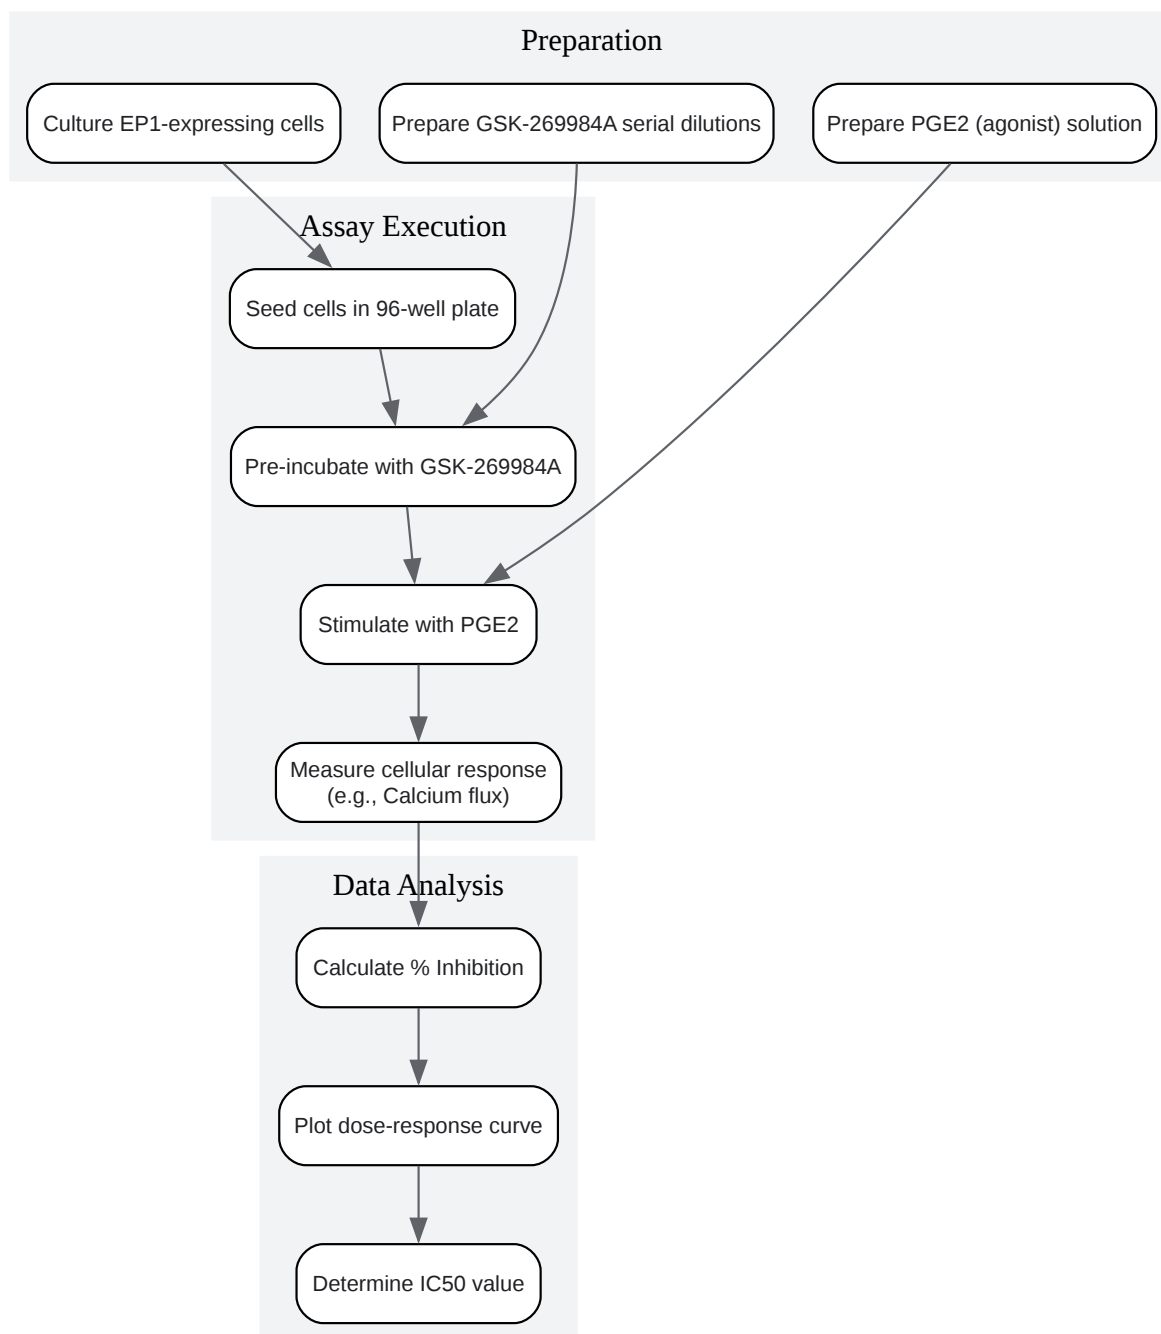 Preparation
Culture EP1-expressing cells
Prepare GSK-269984A serial dilutions
Prepare PGE2 (agonist) solution
Assay Execution
Seed cells in 96-well plate
Pre-incubate with GSK-269984A
Stimulate with PGE2
Measure cellular response
(e.g., Calcium flux)
Data Analysis
Calculate % Inhibition
Plot dose-response curve
Determine IC50 value